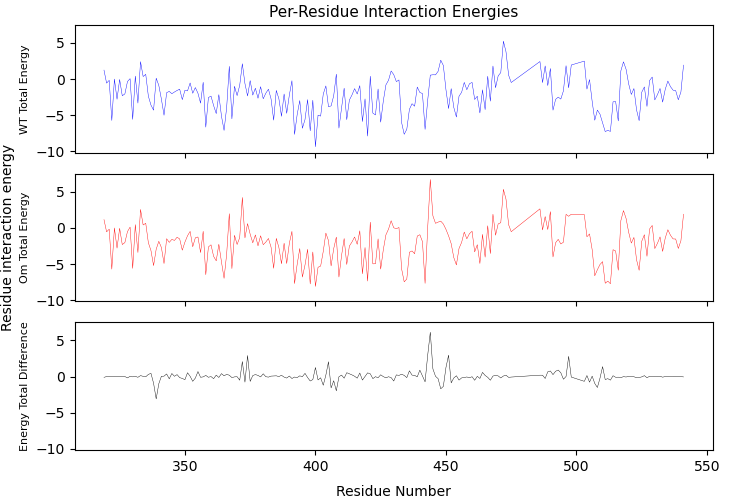 Per-Residue Interaction Energies
Residue interaction energy
WT Total Energy
5
0
−5
−10
Om Total Energy
5
0
−5
−10
Energy Total Difference
5
0
−5
−10
350 400 450 500 550
Residue Number